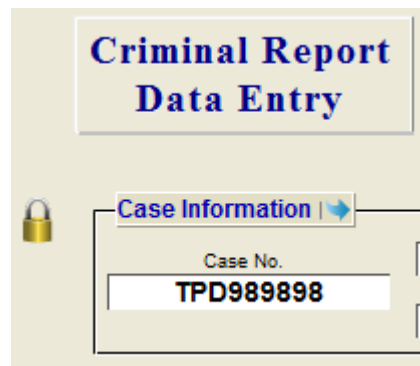 Criminal Report
Data Entry
Case Information
Case No.
TPD989898